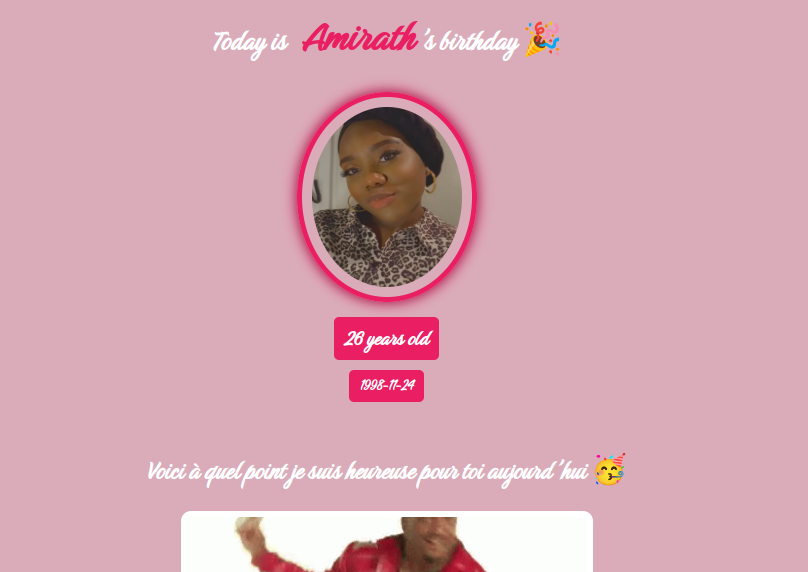 Today is Amirath's birthday 🎉
26 years old
1998-11-24
Voici à quel point je suis heureuse pour toi aujourd'hui 🥳